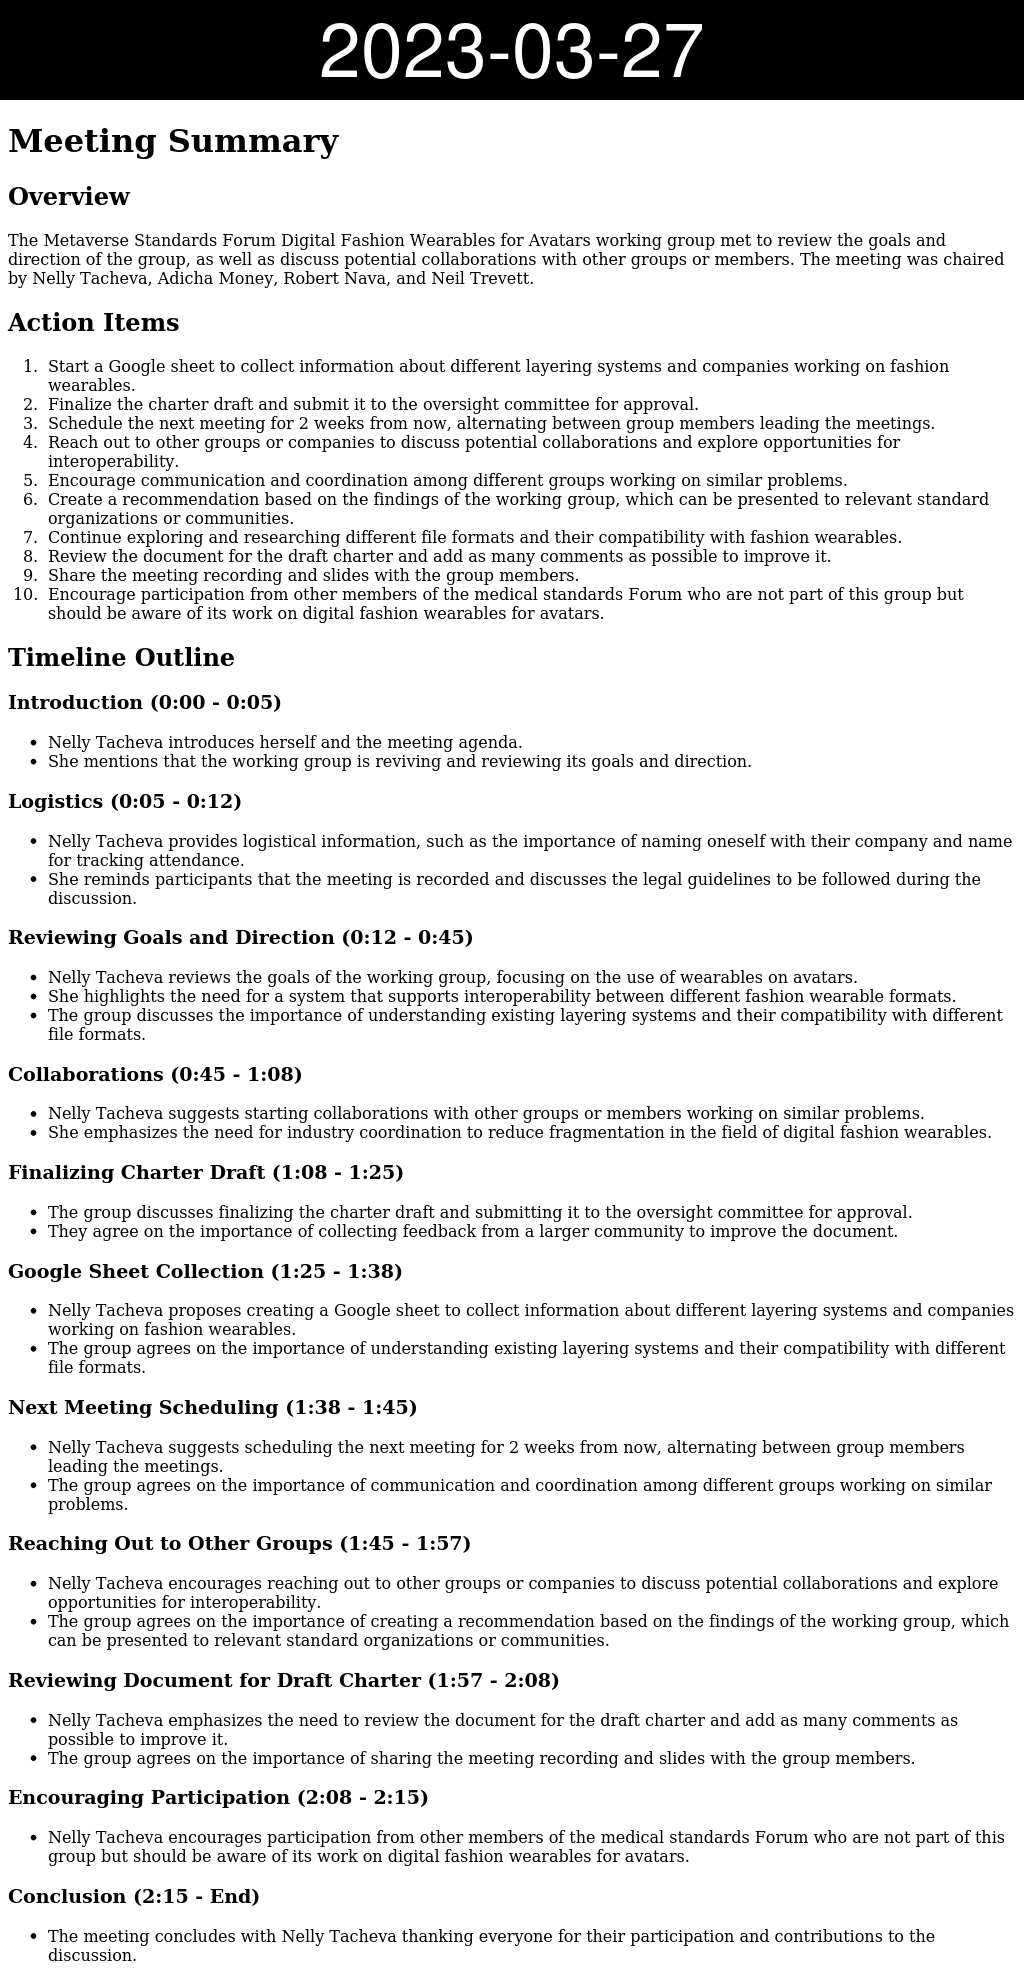 2023-03-27
Meeting Summary
Overview
The Metaverse Standards Forum Digital Fashion Wearables for Avatars working group met to review the goals and
direction of the group, as well as discuss potential collaborations with other groups or members. The meeting was chaired
by Nelly Tacheva, Adicha Money, Robert Nava, and Neil Trevett.
Action Items
1. Start a Google sheet to collect information about different layering systems and companies working on fashion
wearables.
2. Finalize the charter draft and submit it to the oversight committee for approval.
3. Schedule the next meeting for 2 weeks from now, alternating between group members leading the meetings.
4. Reach out to other groups or companies to discuss potential collaborations and explore opportunities for
interoperability.
5. Encourage communication and coordination among different groups working on similar problems.
6. Create a recommendation based on the findings of the working group, which can be presented to relevant standard
organizations or communities.
7. Continue exploring and researching different file formats and their compatibility with fashion wearables.
8. Review the document for the draft charter and add as many comments as possible to improve it.
9. Share the meeting recording and slides with the group members.
10. Encourage participation from other members of the medical standards Forum who are not part of this group but
should be aware of its work on digital fashion wearables for avatars.
Timeline Outline
Introduction (0:00 - 0:05)
• Nelly Tacheva introduces herself and the meeting agenda.
• She mentions that the working group is reviving and reviewing its goals and direction.
Logistics (0:05 - 0:12)
• Nelly Tacheva provides logistical information, such as the importance of naming oneself with their company and name
for tracking attendance.
• She reminds participants that the meeting is recorded and discusses the legal guidelines to be followed during the
discussion.
Reviewing Goals and Direction (0:12 - 0:45)
• Nelly Tacheva reviews the goals of the working group, focusing on the use of wearables on avatars.
• She highlights the need for a system that supports interoperability between different fashion wearable formats.
• The group discusses the importance of understanding existing layering systems and their compatibility with different
file formats.
Collaborations (0:45 - 1:08)
• Nelly Tacheva suggests starting collaborations with other groups or members working on similar problems.
• She emphasizes the need for industry coordination to reduce fragmentation in the field of digital fashion wearables.
Finalizing Charter Draft (1:08 - 1:25)
• The group discusses finalizing the charter draft and submitting it to the oversight committee for approval.
• They agree on the importance of collecting feedback from a larger community to improve the document.
Google Sheet Collection (1:25 - 1:38)
• Nelly Tacheva proposes creating a Google sheet to collect information about different layering systems and companies
working on fashion wearables.
• The group agrees on the importance of understanding existing layering systems and their compatibility with different
file formats.
Next Meeting Scheduling (1:38 - 1:45)
• Nelly Tacheva suggests scheduling the next meeting for 2 weeks from now, alternating between group members
leading the meetings.
• The group agrees on the importance of communication and coordination among different groups working on similar
problems.
Reaching Out to Other Groups (1:45 - 1:57)
• Nelly Tacheva encourages reaching out to other groups or companies to discuss potential collaborations and explore
opportunities for interoperability.
• The group agrees on the importance of creating a recommendation based on the findings of the working group, which
can be presented to relevant standard organizations or communities.
Reviewing Document for Draft Charter (1:57 - 2:08)
• Nelly Tacheva emphasizes the need to review the document for the draft charter and add as many comments as
possible to improve it.
• The group agrees on the importance of sharing the meeting recording and slides with the group members.
Encouraging Participation (2:08 - 2:15)
• Nelly Tacheva encourages participation from other members of the medical standards Forum who are not part of this
group but should be aware of its work on digital fashion wearables for avatars.
Conclusion (2:15 - End)
• The meeting concludes with Nelly Tacheva thanking everyone for their participation and contributions to the
discussion.